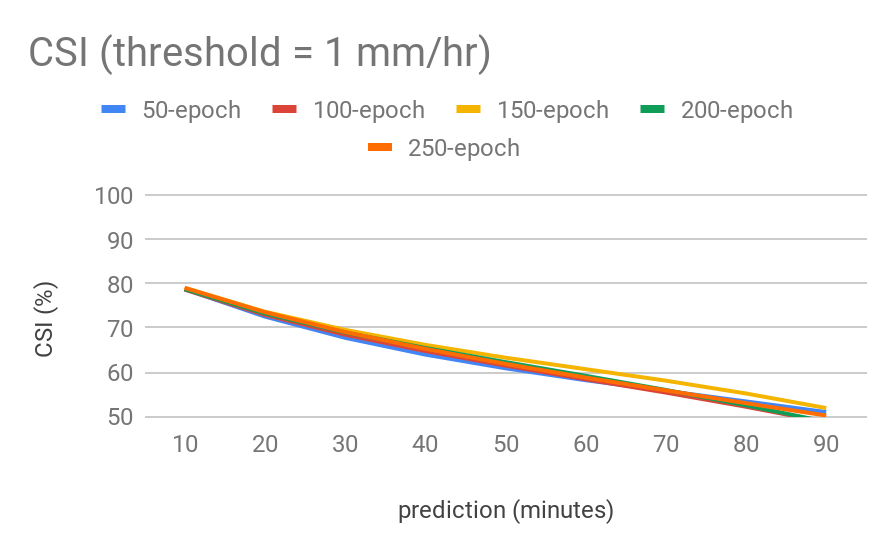 CSI (threshold = 1 mm/hr)
50-epoch 100-epoch 150-epoch 200-epoch
250-epoch
100
90
80
70
60
50
CSI (%)
10 20 30 40 50 60 70 80 90
prediction (minutes)